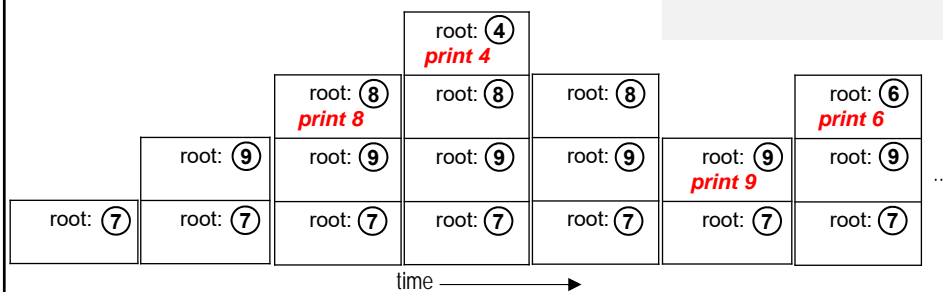 root: 4
print 4
root: 8 root: 8 root: 8 root: 6
print 8 print 6
root: 9 root: 9 root: 9 root: 9 root: 9 root: 9
print 9
root: 7 root: 7 root: 7 root: 7 root: 7 root: 7 root: 7
..
time